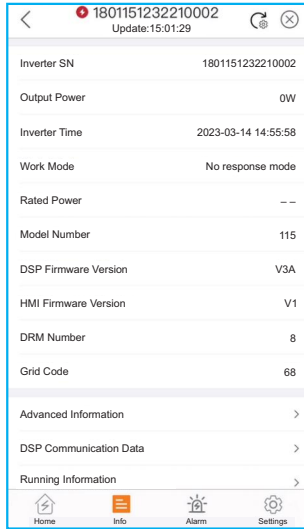 1801151232210002
Update:15:01:29
Inverter SN 1801151232210002
Output Power 0W
Inverter Time 2023-03-14 14:55:58
Work Mode No response mode
Rated Power – –
Model Number 115
DSP Firmware Version V3A
HMI Firmware Version V1
DRM Number 8
Grid Code 68
Advanced Information
DSP Communication Data
Running Information
Home Info Alarm Settings